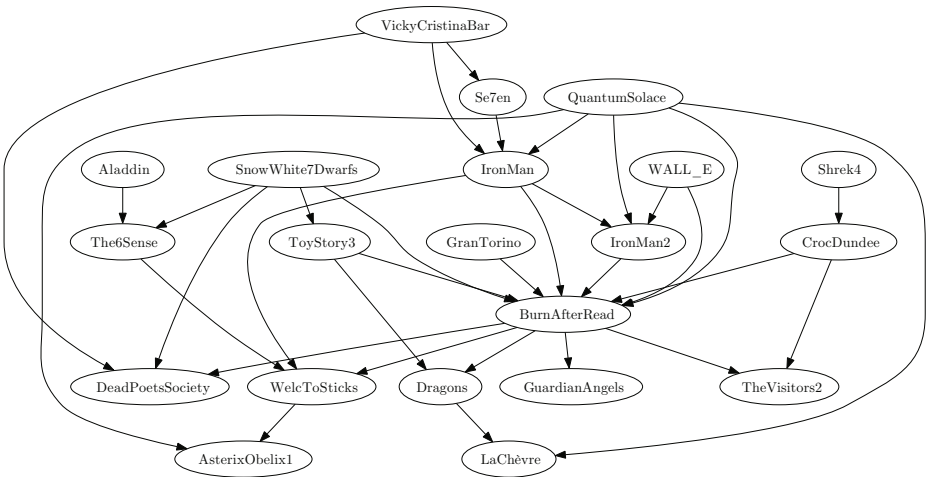 VickyCristinaBar
Se7en
QuantumSolace
Aladdin
SnowWhite7Dwarfs
IronMan
WALL_E
Shrek4
The6Sense
ToyStory3
GranTorino
IronMan2
CrocDundee
BurnAfterRead
DeadPoetsSociety
WelcToSticks
Dragons
GuardianAngels
TheVisitors2
AsterixObelix1
LaChèvre